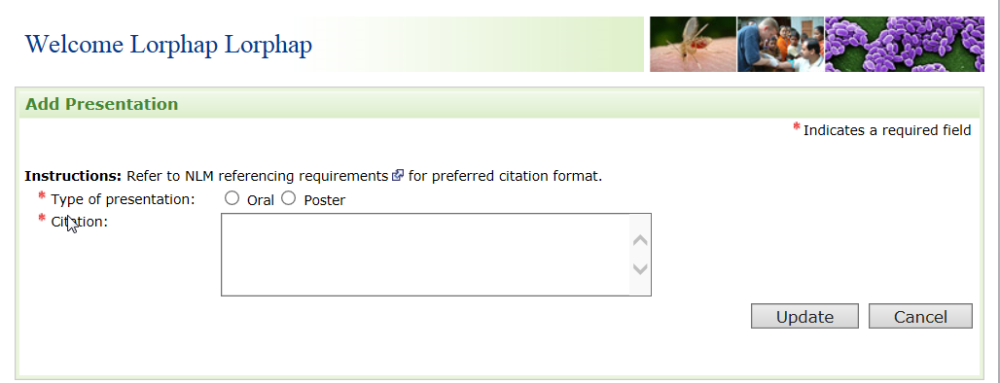 Welcome Lorphap Lorphap
Add Presentation
* Indicates a required field
Instructions: Refer to NLM referencing requirements for preferred citation format.
* Type of presentation: Oral Poster
* Citation:
Update Cancel